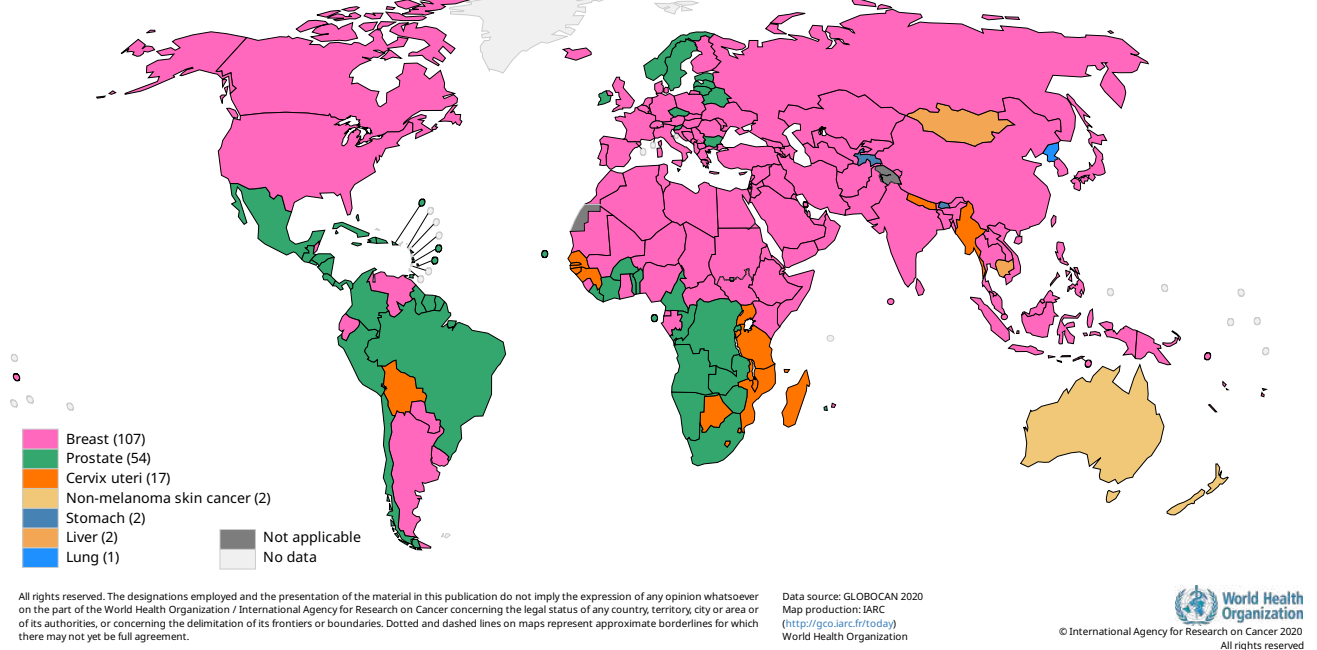 Breast (107)
Prostate (54)
Cervix uteri (17)
Non-melanoma skin cancer (2)
Stomach (2)
Liver (2)
Lung (1)
Not applicable
No data
All rights reserved. The designations employed and the presentation of the material in this publication do not imply the expression of any opinion whatsoever
on the part of the World Health Organization / International Agency for Research on Cancer concerning the legal status of any country, territory, city or area or
of its authorities, or concerning the delimitation of its frontiers or boundaries. Dotted and dashed lines on maps represent approximate borderlines for which
there may not yet be full agreement.
Data source: GLOBOCAN 2020
Map production: IARC
(http://gco.iarc.fr/today)
World Health Organization
World Health
Organization
© International Agency for Research on Cancer 2020
All rights reserved